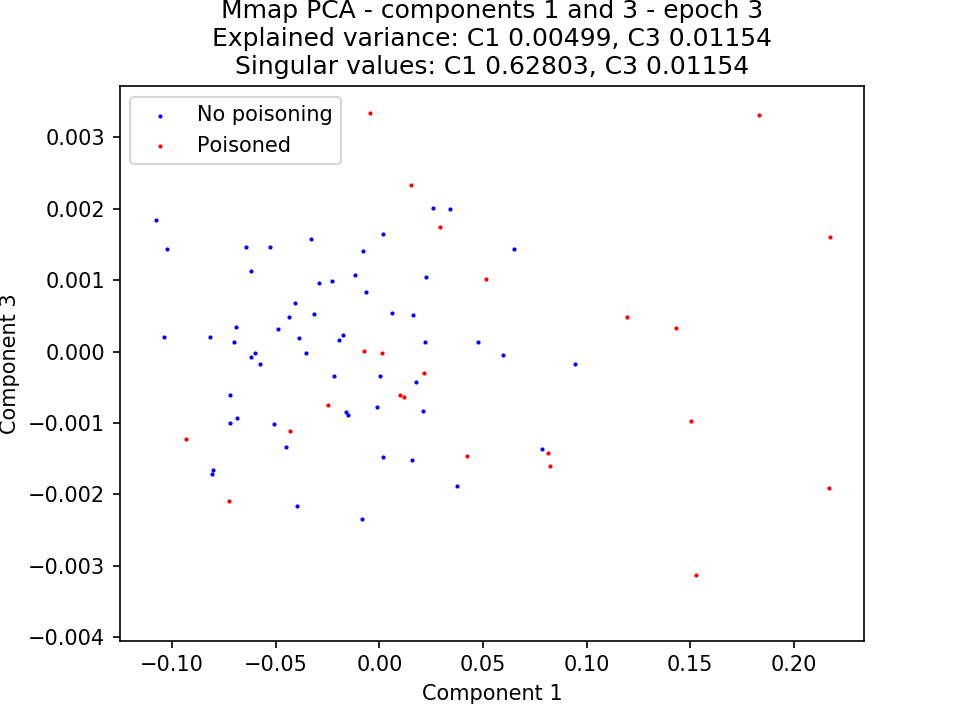 Mmap PCA - components 1 and 3 - epoch 3
Explained variance: C1 0.00499, C3 0.01154
Singular values: C1 0.62803, C3 0.01154
No poisoning
Poisoned
0.003
0.002
0.001
0.000
−0.001
−0.002
−0.003
−0.004
Component 3
−0.10
−0.05
0.00
0.05
0.10
0.15
0.20
Component 1